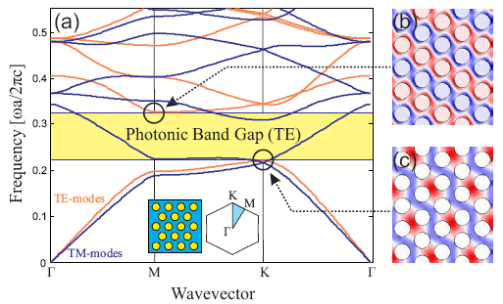 (a)
(b)
(c)
Frequency [ωa/2πc]
0.5
0.4
0.3
0.2
0.1
0
Photonic Band Gap (TE)
TE-modes
TM-modes
K
M
Γ
Γ
M
K
Γ
Wavevector